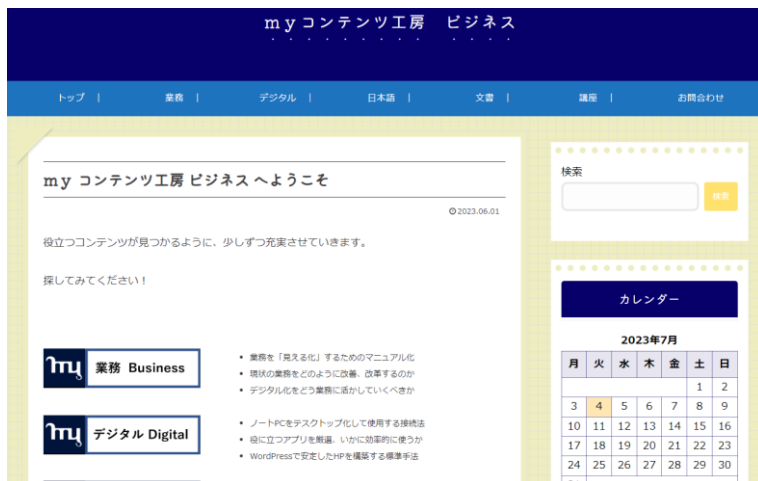 my コンテンツ工房 ビジネス
トップ |
業務 |
デジタル |
日本語 |
文書 |
講座 |
お問合わせ
my コンテンツ工房 ビジネス へようこそ
2023.06.01
役立つコンテンツが見つかるように、少しずつ充実させていきます。
探してみてください！
my 業務 Business
• 業務を「見える化」するためのマニュアル化
• 現状の業務をどのように改善、改革するのか
• デジタル化をどう業務に活かしていくべきか
my デジタル Digital
• ノートPCをデスクトップ化して使用する接続法
• 役に立つアプリを厳選、いかに効率的に使うか
• WordPressで安定したHPを構築する標準手法
検索
検索
カレンダー
2023年7月
月 火 水 木 金 土 日
1 2
3 4 5 6 7 8 9
10 11 12 13 14 15 16
17 18 19 20 21 22 23
24 25 26 27 28 29 30